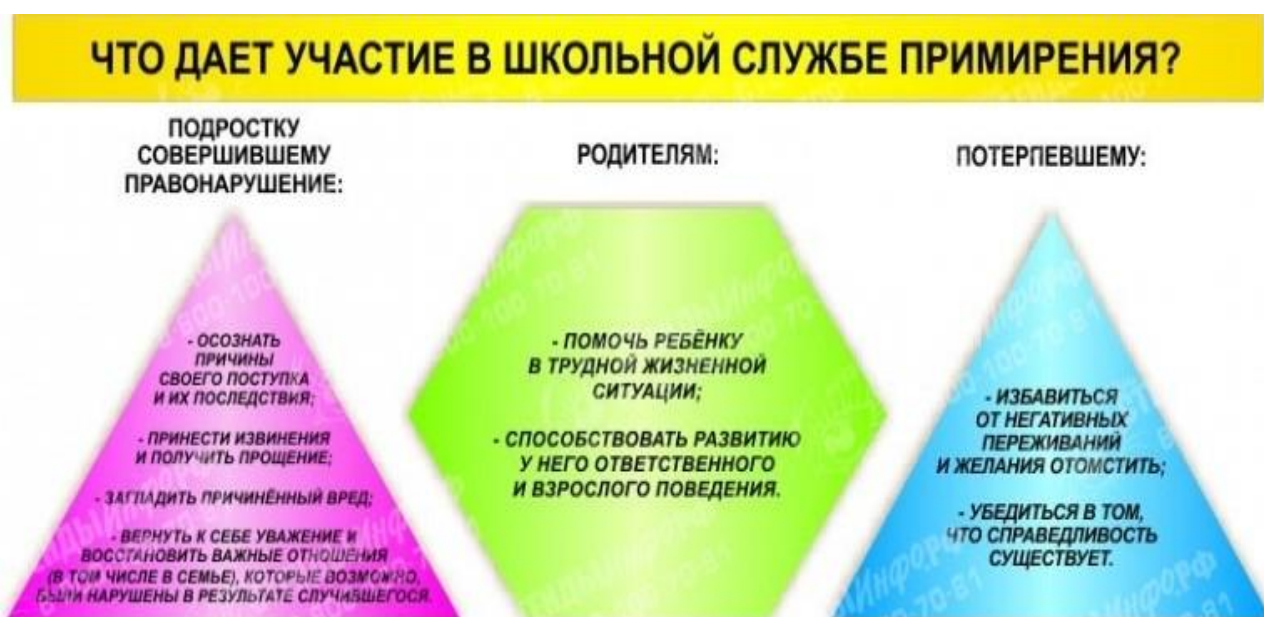 ЧТО ДАЕТ УЧАСТИЕ В ШКОЛЬНОЙ СЛУЖБЕ ПРИМИРЕНИЯ?
ПОДРОСТКУ
СОВЕРШИВШЕМУ
ПРАВОНАРУШЕНИЕ:
- ОСОЗНАТЬ
ПРИЧИНЫ
СВОЕГО ПОСТУПКА
И ИХ ПОСЛЕДСТВИЯ;
- ПРИНЕСТИ ИЗВИНЕНИЯ
И ПОЛУЧИТЬ ПРОЩЕНИЕ;
- ЗАГЛАДИТЬ ПРИЧИНЁННЫЙ ВРЕД;
- ВЕРНУТЬ К СЕБЕ УВАЖЕНИЕ И
ВОССТАНОВИТЬ ВАЖНЫЕ ОТНОШЕНИЯ
(В ТОМ ЧИСЛЕ В СЕМЬЕ), КОТОРЫЕ ВОЗМОЖНО,
БЫЛИ НАРУШЕНЫ В РЕЗУЛЬТАТЕ СЛУЧИВШЕГОСЯ.
РОДИТЕЛЯМ:
- ПОМОЧЬ РЕБЁНКУ
В ТРУДНОЙ ЖИЗНЕННОЙ
СИТУАЦИИ;
- СПОСОБСТВОВАТЬ РАЗВИТИЮ
У НЕГО ОТВЕТСТВЕННОГО
И ВЗРОСЛОГО ПОВЕДЕНИЯ.
ПОТЕРПЕВШЕМУ:
- ИЗБАВИТЬСЯ
ОТ НЕГАТИВНЫХ
ПЕРЕЖИВАНИЙ
И ЖЕЛАНИЯ ОТОМСТИТЬ;
- УБЕДИТЬСЯ В ТОМ,
ЧТО СПРАВЕДЛИВОСТЬ
СУЩЕСТВУЕТ.